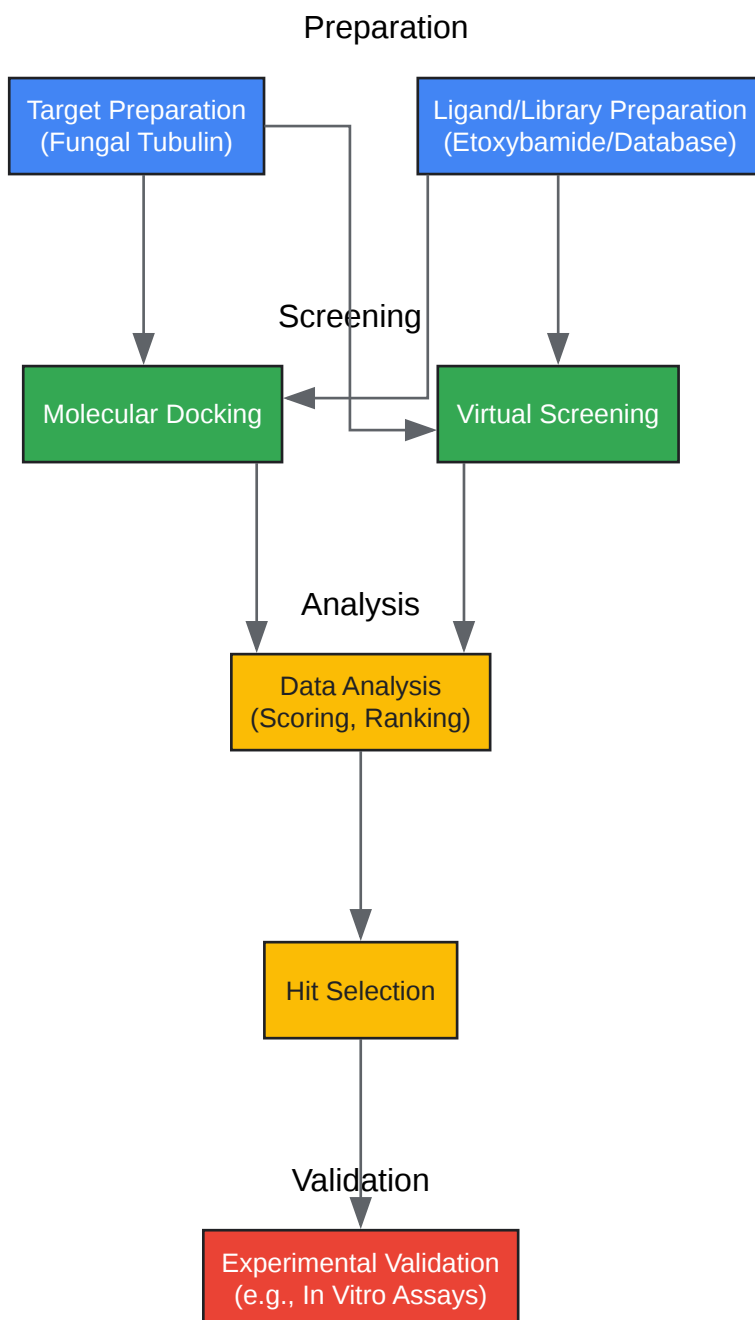 Preparation
Target Preparation
(Fungal Tubulin)
Ligand/Library Preparation
(Etoxybamide/Database)
Screening
Molecular Docking
Virtual Screening
Analysis
Data Analysis
(Scoring, Ranking)
Hit Selection
Validation
Experimental Validation
(e.g., In Vitro Assays)